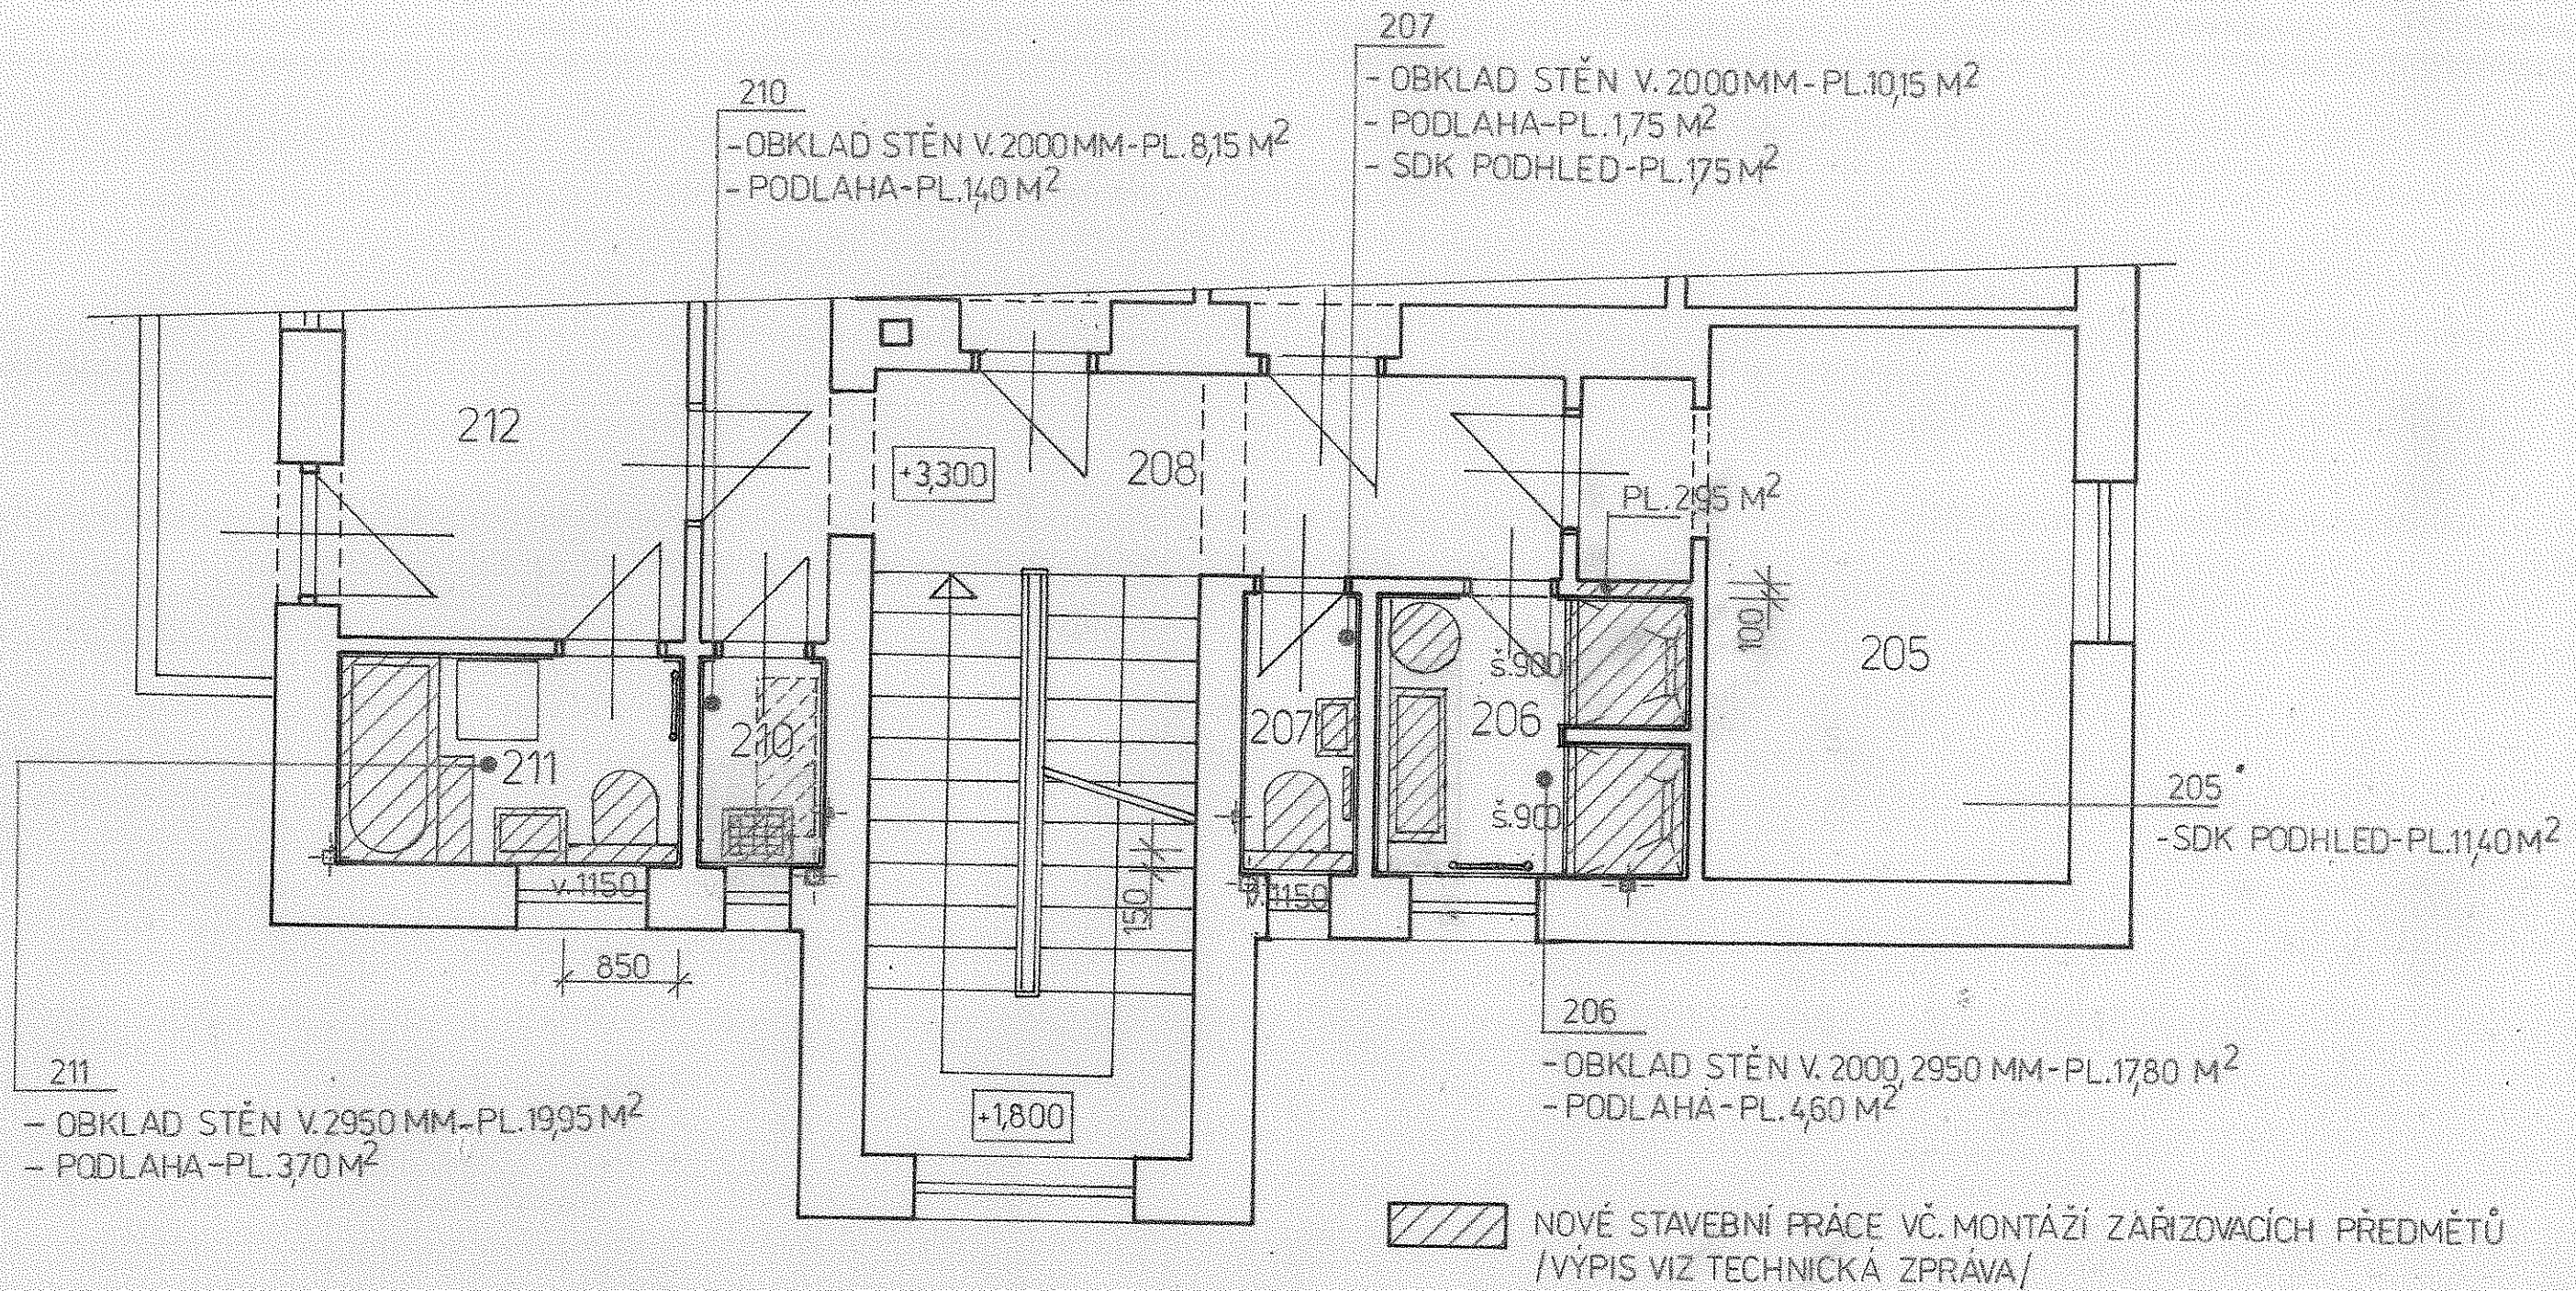 207
- OBKLAD STĚN V. 2000MM-PL.10,15 M²
- PODLAHA-PL.1,75 M²
- SDK PODHLED-PL.1,75 M²
210
-OBKLAD STĚN V.2000MM-PL.8,15 M²
- PODLAHA-PL.1,40 M²
212
+3,300
208
PL.2,95 M²
100
205
š.900
206
207
210
211
š.900
v.1150
v.1150
150
850
205
-SDK PODHLED-PL.11,40 M²
206
-OBKLAD STĚN V. 2000, 2950 MM-PL.17,80 M²
-PODLAHA-PL.4,60 M²
211
- OBKLAD STĚN V.2950 MM-PL.19,95 M²
- PODLAHA-PL.3,70 M²
+1,800
NOVÉ STAVEBNÍ PRÁCE VČ. MONTÁŽÍ ZAŘIZOVACÍCH PŘEDMĚTŮ
/VÝPIS VIZ TECHNICKÁ ZPRÁVA/